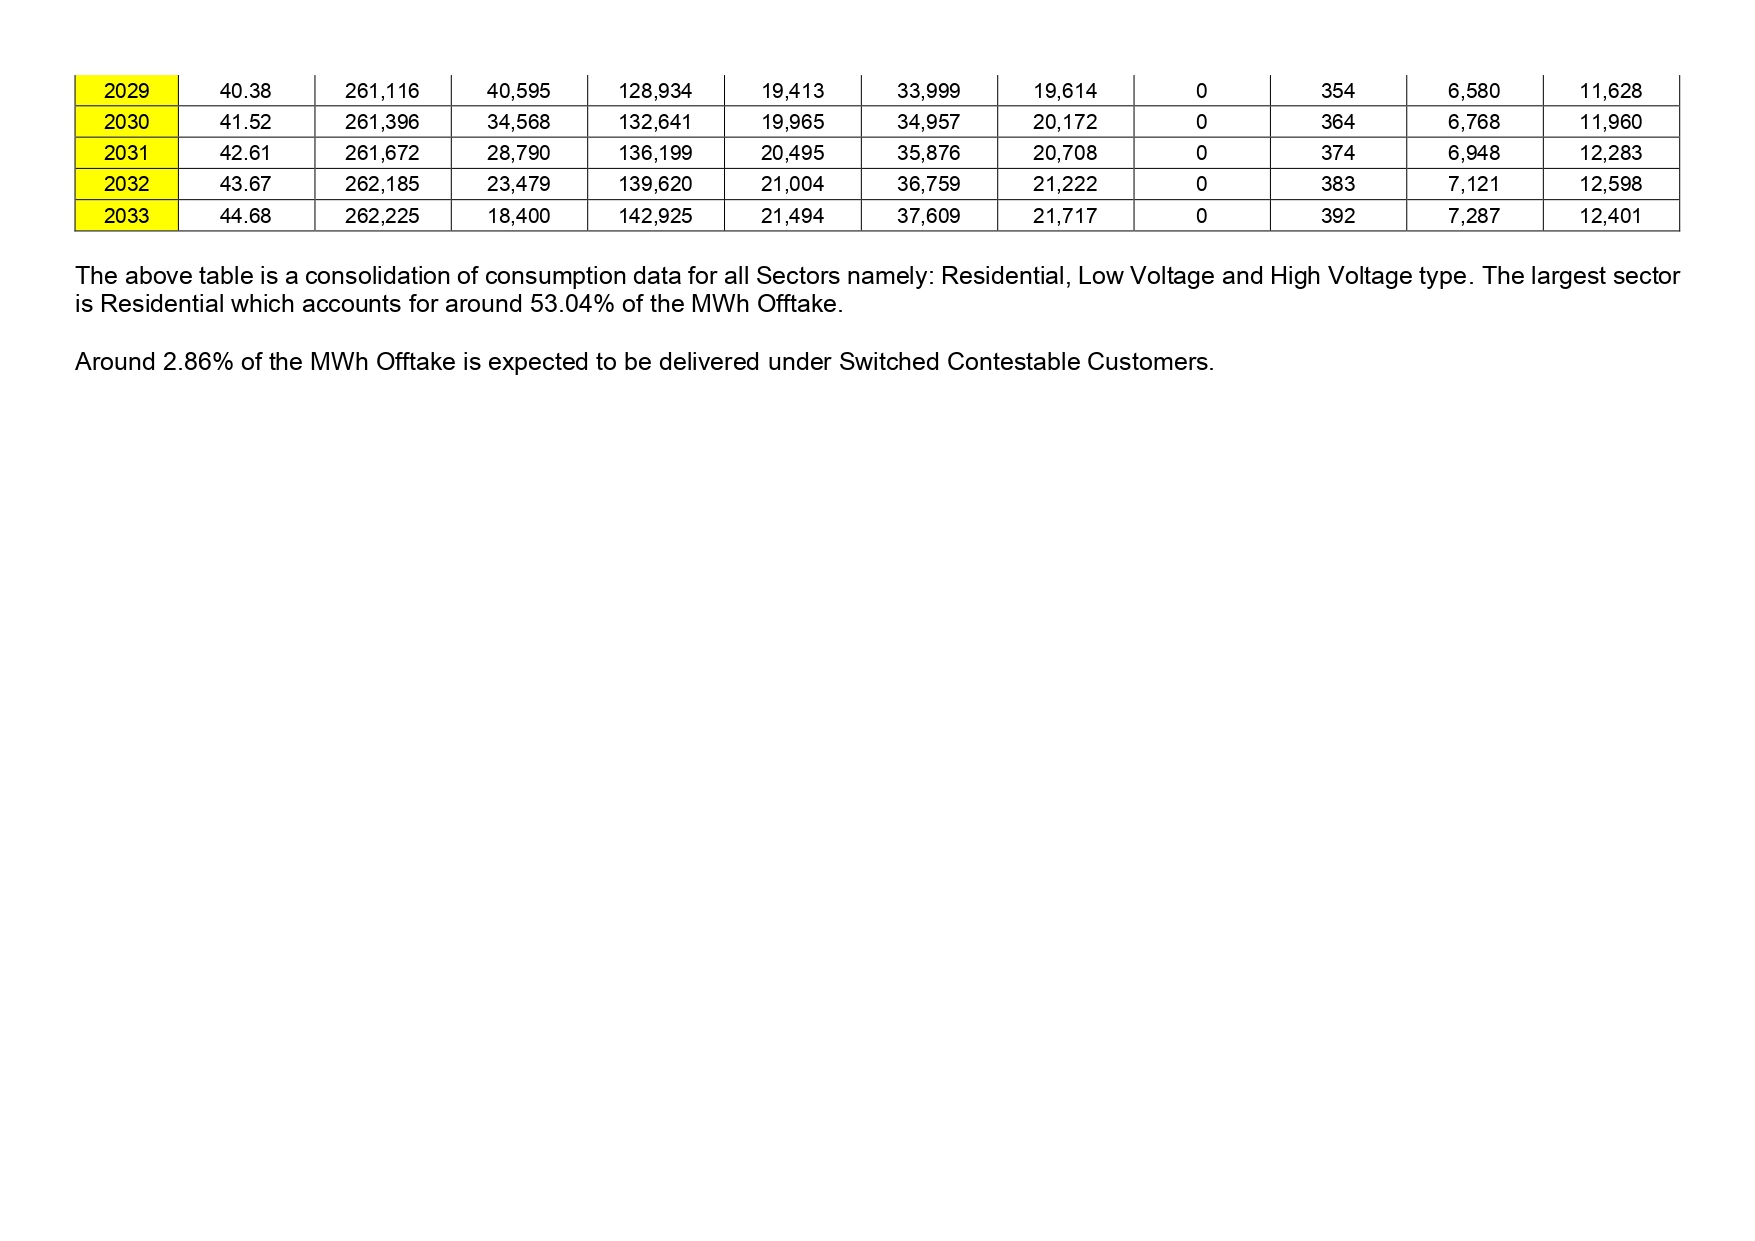 2029 40.38 261,116 40,595 128,934 19,413 33,999 19,614 0 354 6,580 11,628
2030 41.52 261,396 34,568 132,641 19,965 34,957 20,172 0 364 6,768 11,960
2031 42.61 261,672 28,790 136,199 20,495 35,876 20,708 0 374 6,948 12,283
2032 43.67 262,185 23,479 139,620 21,004 36,759 21,222 0 383 7,121 12,598
2033 44.68 262,225 18,400 142,925 21,494 37,609 21,717 0 392 7,287 12,401
The above table is a consolidation of consumption data for all Sectors namely: Residential, Low Voltage and High Voltage type. The largest sector
is Residential which accounts for around 53.04% of the MWh Offtake.
Around 2.86% of the MWh Offtake is expected to be delivered under Switched Contestable Customers.